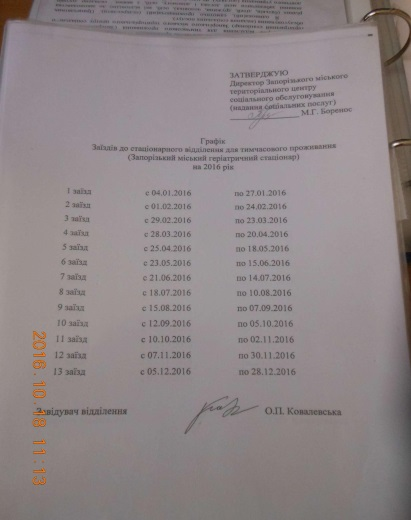 ЗАТВЕРДЖУЮ
Директор Запорізького міського
територіального центру
соціального обслуговування
(надання соціальних послуг)
М.Г. Боренос
Графік
Заїздів до стаціонарного відділення для тимчасового проживання
(Запорізький міський геріатричний стаціонар)
на 2016 рік
1 заїзд с 04.01.2016 по 27.01.2016
2 заїзд с 01.02.2016 по 24.02.2016
3 заїзд с 29.02.2016 по 23.03.2016
4 заїзд с 28.03.2016 по 20.04.2016
5 заїзд с 25.04.2016 по 18.05.2016
6 заїзд с 23.05.2016 по 15.06.2016
7 заїзд с 21.06.2016 по 14.07.2016
8 заїзд с 18.07.2016 по 10.08.2016
9 заїзд с 15.08.2016 по 07.09.2016
10 заїзд с 12.09.2016 по 05.10.2016
11 заїзд с 10.10.2016 по 02.11.2016
12 заїзд с 07.11.2016 по 30.11.2016
13 заїзд с 05.12.2016 по 28.12.2016
Завідувач відділення О.П. Ковалевська